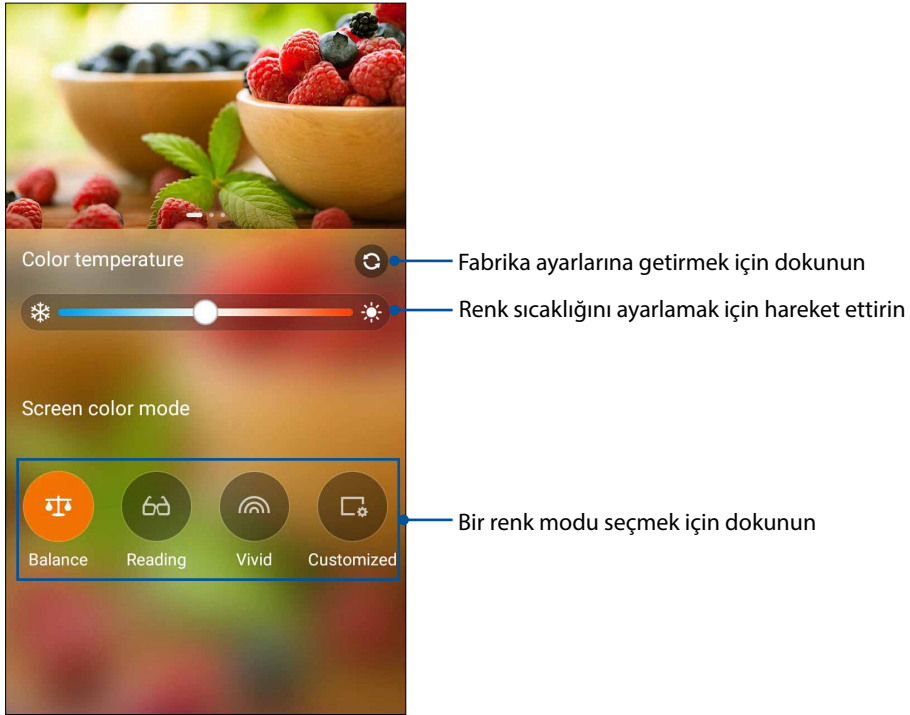 Color temperature
Fabrika ayarlarına getirmek için dokunun
Renk sıcaklığını ayarlamak için hareket ettirin
Screen color mode
Balance
Reading
Vivid
Customized
Bir renk modu seçmek için dokunun